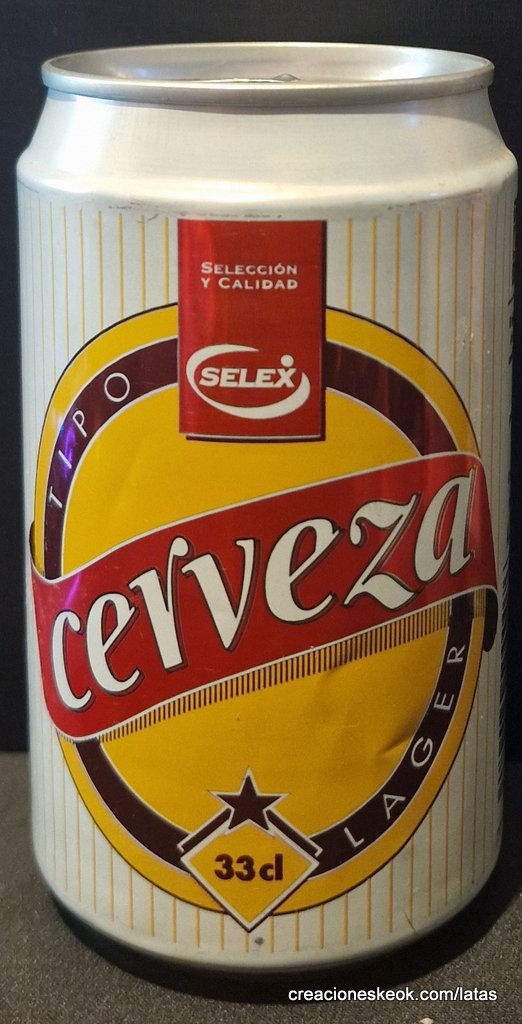 SELECCIÓN
Y CALIDAD
SELEX
TIPO
cerveza
LAGER
33cl
creacioneskeok.com/latas